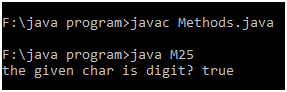 F:\java program>javac Methods.java
F:\java program>java M25
the given char is digit? true